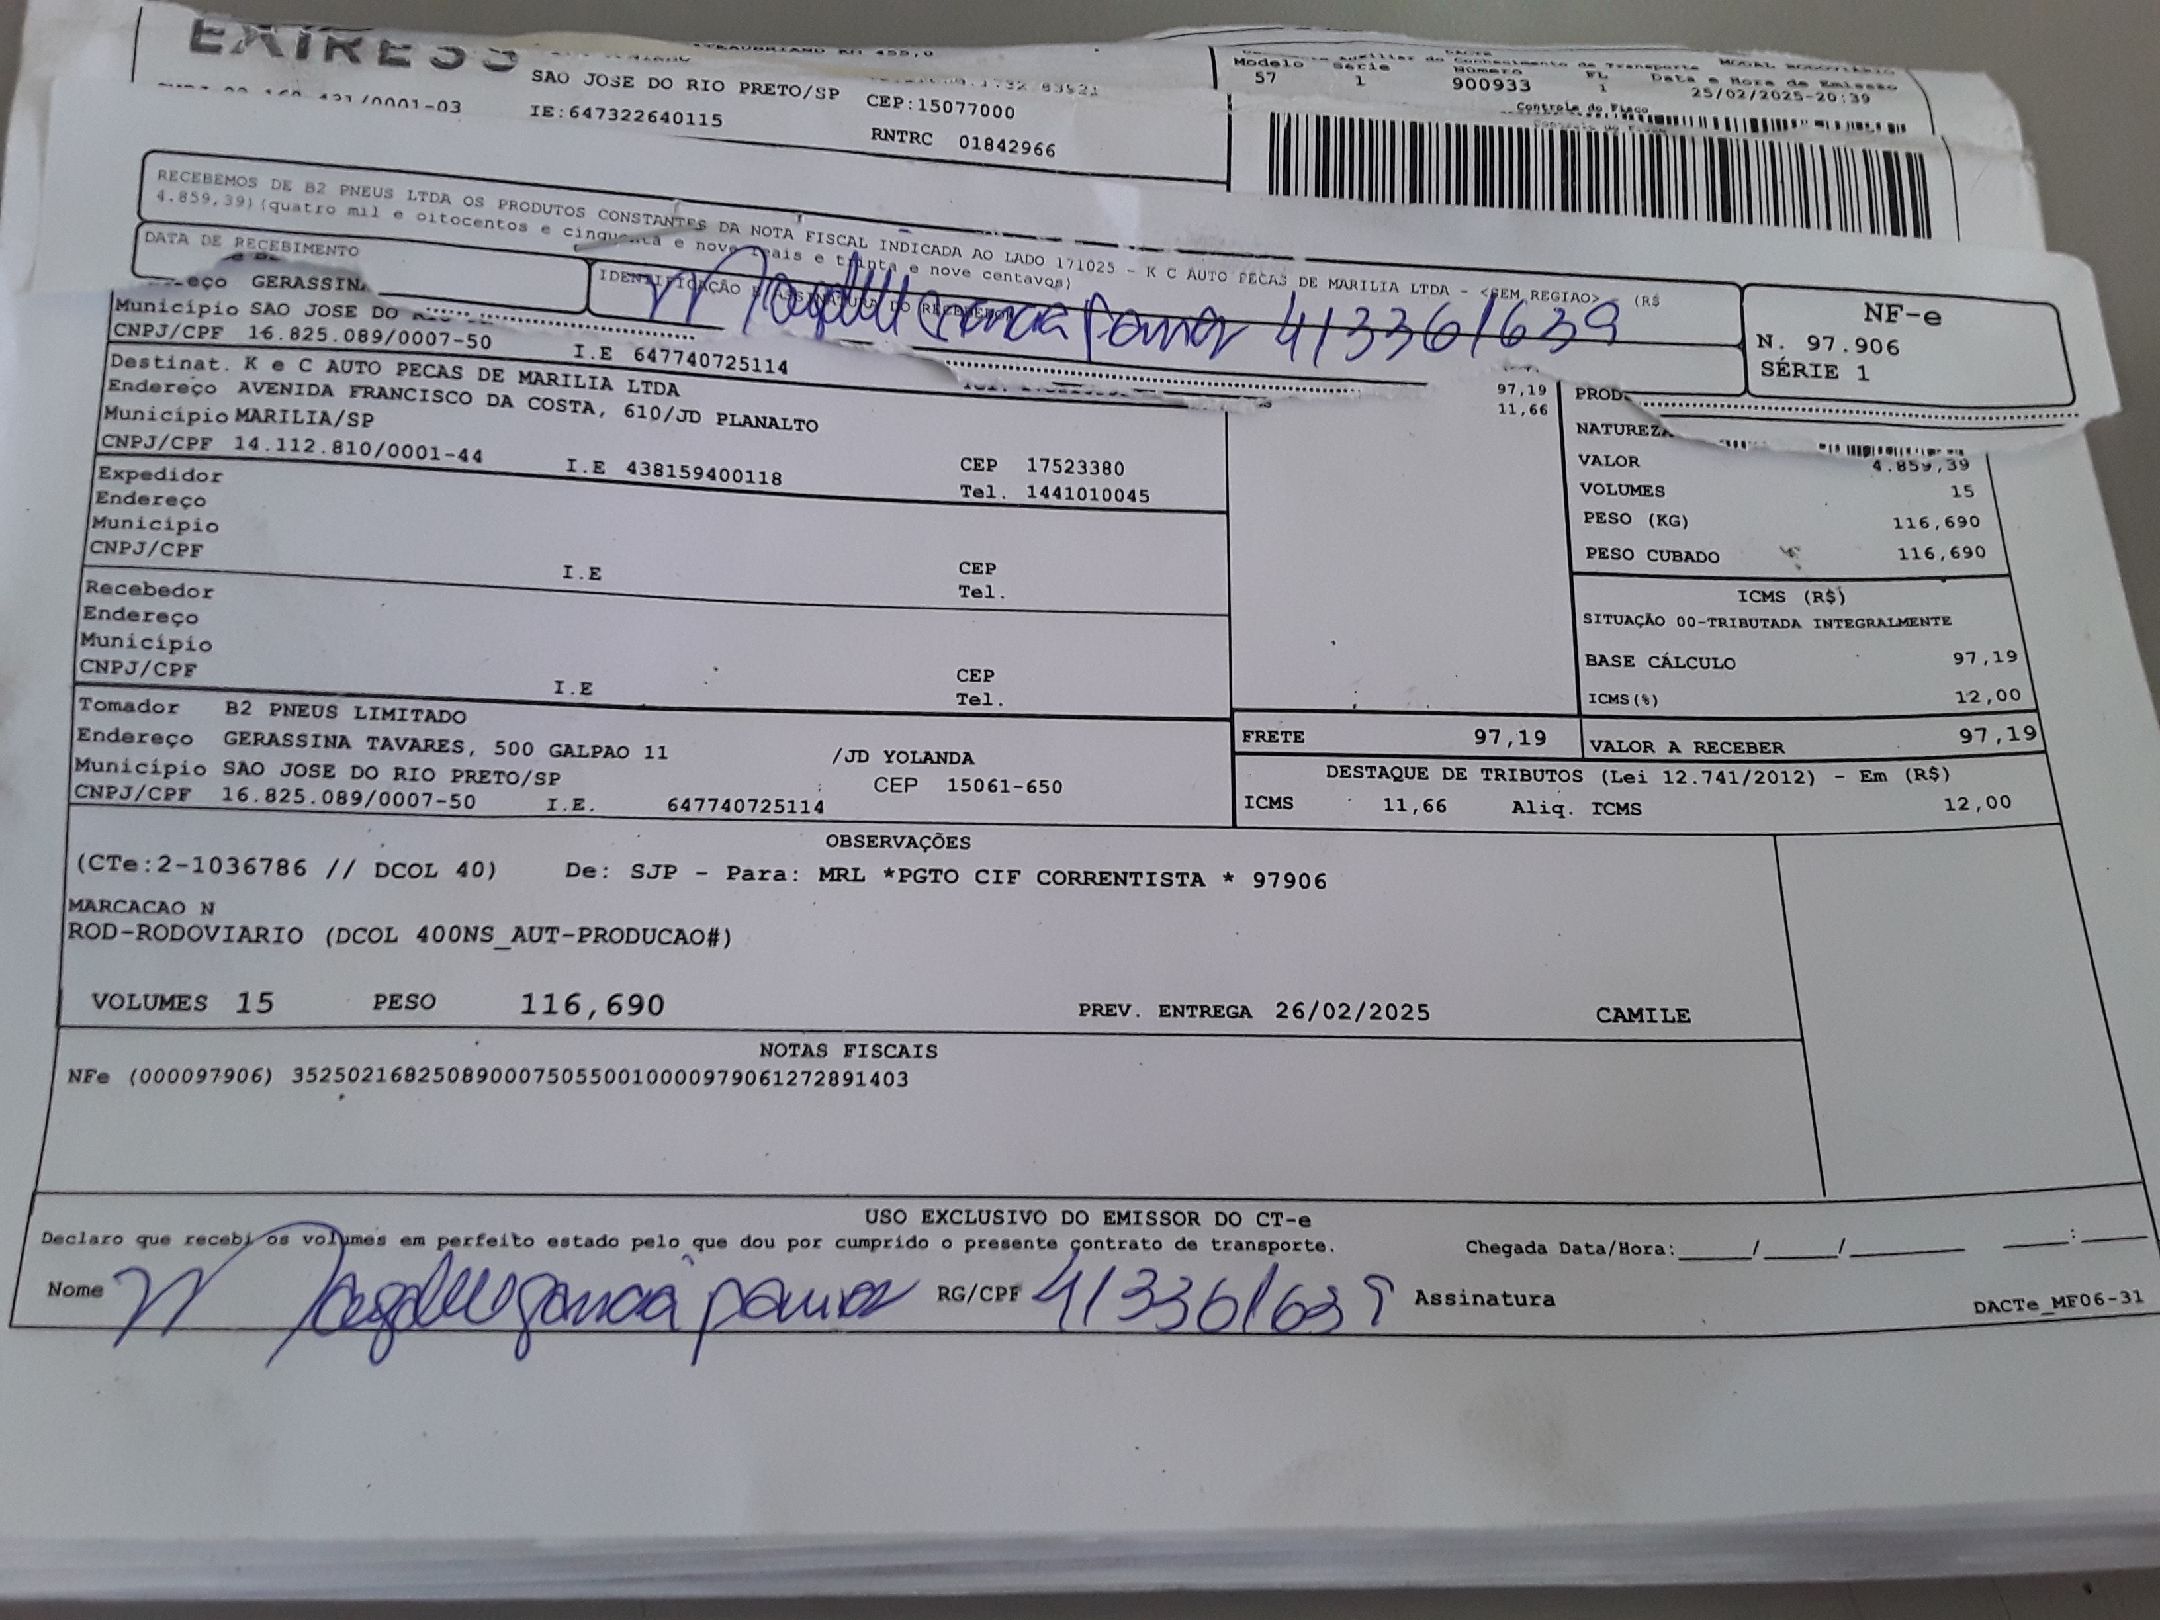 EXPRESS
SAO JOSE DO RIO PRETO/SP CEP:15077000
/0001-03 IE:647322640115 RNTRC 01842966
Modelo Série Número FL Data e Hora de Emissão
57 1 900933 1 25/02/2025-20:39
Controle do Fisco
RECEBEMOS DE B2 PNEUS LTDA OS PRODUTOS CONSTANTES DA NOTA FISCAL INDICADA AO LADO 171025 - K C AUTO PECAS DE MARILIA LTDA - <SEM REGIAO> - (R$
4.859,39) (quatro mil e oitocentos e cinquenta e nove reais e trinta e nove centavos)
DATA DE RECEBIMENTO
IDENTIFICAÇÃO E ASSINATURA DO RECEBEDOR
413361639
NF-e
N. 97.906
SÉRIE 1
eço GERASSINA
Município SAO JOSE DO
CNPJ/CPF 16.825.089/0007-50 I.E 647740725114
Destinat. K e C AUTO PECAS DE MARILIA LTDA
Endereço AVENIDA FRANCISCO DA COSTA, 610/JD PLANALTO
Município MARILIA/SP CEP 17523380
CNPJ/CPF 14.112.810/0001-44 I.E 438159400118 Tel. 1441010045
Expedidor
Endereço
Município CEP
CNPJ/CPF I.E Tel.
Recebedor
Endereço
Município CEP
CNPJ/CPF I.E Tel.
Tomador B2 PNEUS LIMITADO
Endereço GERASSINA TAVARES, 500 GALPAO 11 /JD YOLANDA
Município SAO JOSE DO RIO PRETO/SP CEP 15061-650
CNPJ/CPF 16.825.089/0007-50 I.E. 647740725114
97,19
11,66
PROD
NATUREZA
VALOR 4.859,39
VOLUMES 15
PESO (KG) 116,690
PESO CUBADO 116,690
ICMS (R$)
SITUAÇÃO 00-TRIBUTADA INTEGRALMENTE
BASE CÁLCULO 97,19
ICMS(%) 12,00
FRETE 97,19 VALOR A RECEBER 97,19
DESTAQUE DE TRIBUTOS (Lei 12.741/2012) - Em (R$)
ICMS 11,66 Aliq. ICMS 12,00
OBSERVAÇÕES
(CTe:2-1036786 // DCOL 40) De: SJP - Para: MRL *PGTO CIF CORRENTISTA * 97906
MARCACAO N
ROD-RODOVIARIO (DCOL 400NS_AUT-PRODUCAO#)
VOLUMES 15 PESO 116,690 PREV. ENTREGA 26/02/2025 CAMILE
NOTAS FISCAIS
NFe (000097906) 35250216825089000750550010000979061272891403
USO EXCLUSIVO DO EMISSOR DO CT-e
Declaro que recebi os volumes em perfeito estado pelo que dou por cumprido o presente contrato de transporte. Chegada Data/Hora:_____/_____/_______ ____:____
Nome RG/CPF 413361639 Assinatura DACTe_MF06-31